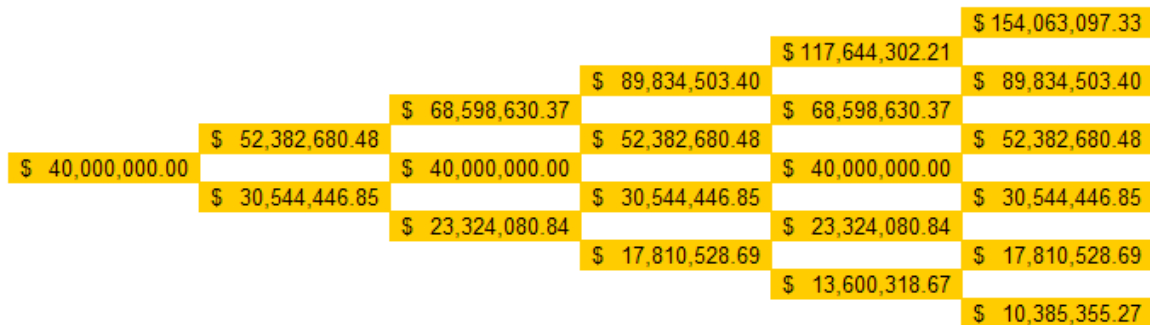 $ 154,063,097.33
$ 117,644,302.21
$ 89,834,503.40 $ 89,834,503.40
$ 68,598,630.37 $ 68,598,630.37
$ 52,382,680.48 $ 52,382,680.48 $ 52,382,680.48
$ 40,000,000.00 $ 40,000,000.00 $ 40,000,000.00
$ 30,544,446.85 $ 30,544,446.85 $ 30,544,446.85
$ 23,324,080.84 $ 23,324,080.84
$ 17,810,528.69 $ 17,810,528.69
$ 13,600,318.67
$ 10,385,355.27